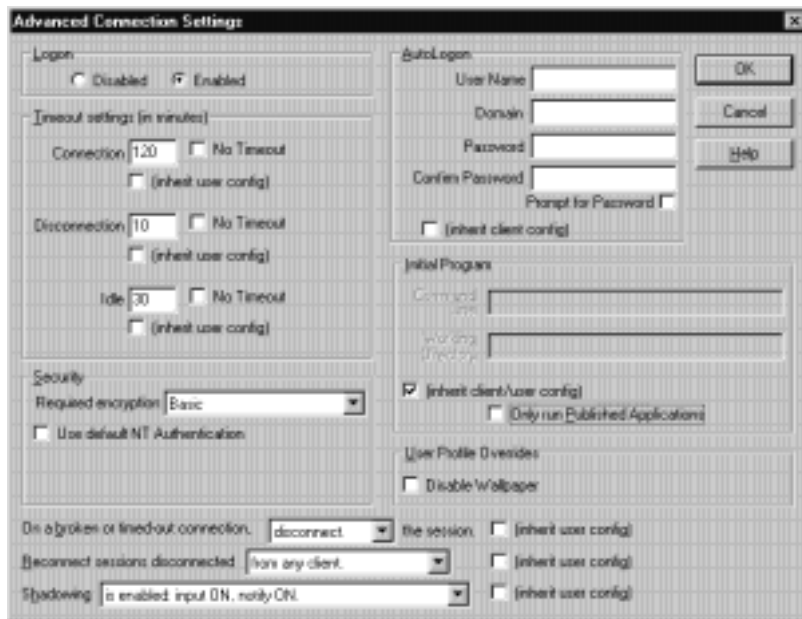 Advanced Connection Settings
Logon
Disabled
Enabled
Timeout settings (in minutes)
Connection 120 No Timeout
(inherit user config)
Disconnection 10 No Timeout
(inherit user config)
Idle 30 No Timeout
(inherit user config)
Security
Required encryption Basic
Use default NT Authentication
AutoLogon
User Name
Domain
Password
Confirm Password
Prompt for Password
(inherit client config)
OK
Cancel
Help
Initial Program
Command
Line
Working
Directory
(inherit client/user config)
Only run Published Applications
User Profile Overrides
Disable Wallpaper
On a broken or timed-out connection, disconnect the session. (inherit user config)
Reconnect sessions disconnected from any client. (inherit user config)
Shadowing is enabled: input ON, notify ON. (inherit user config)